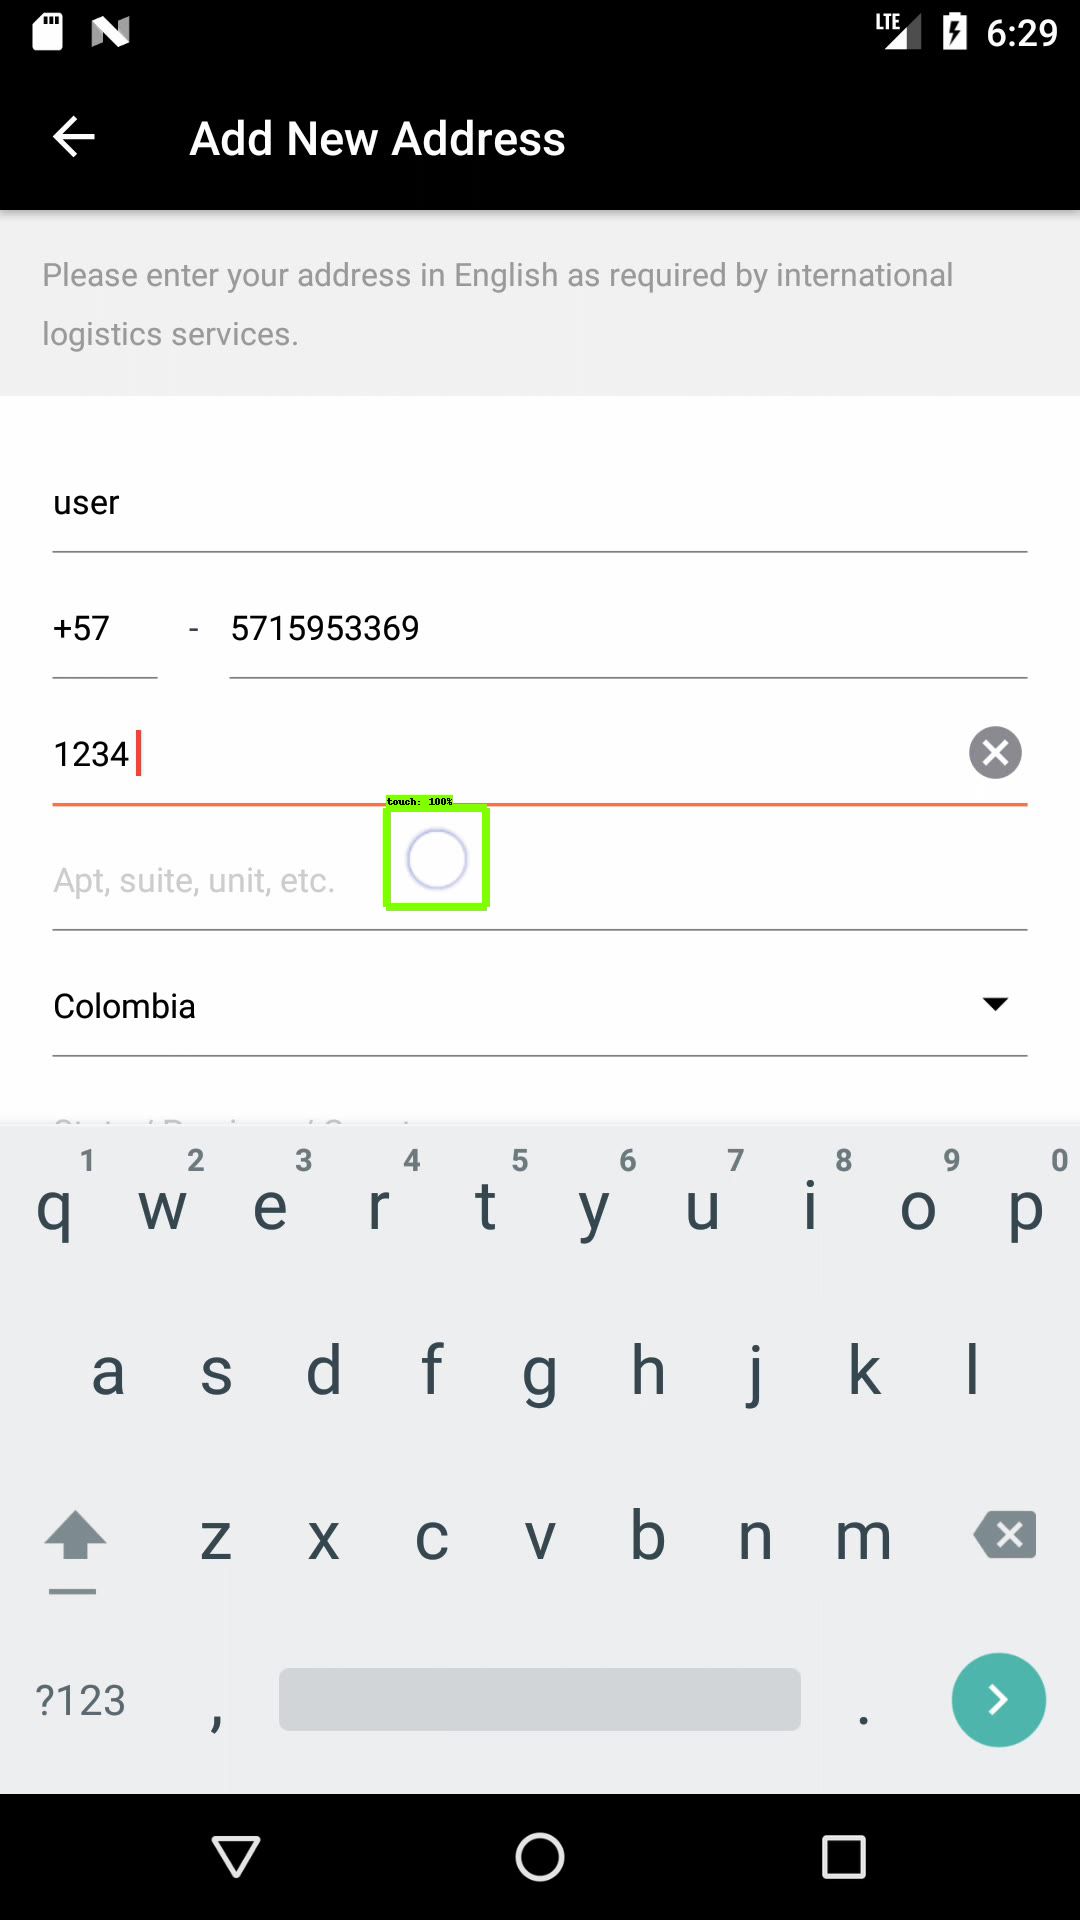 LTE 6:29
Add New Address
Please enter your address in English as required by international
logistics services.
user
+57 - 5715953369
1234
touch: 100%
Apt, suite, unit, etc.
Colombia
1 2 3 4 5 6 7 8 9 0
q w e r t y u i o p
a s d f g h j k l
z x c v b n m
?123 , .